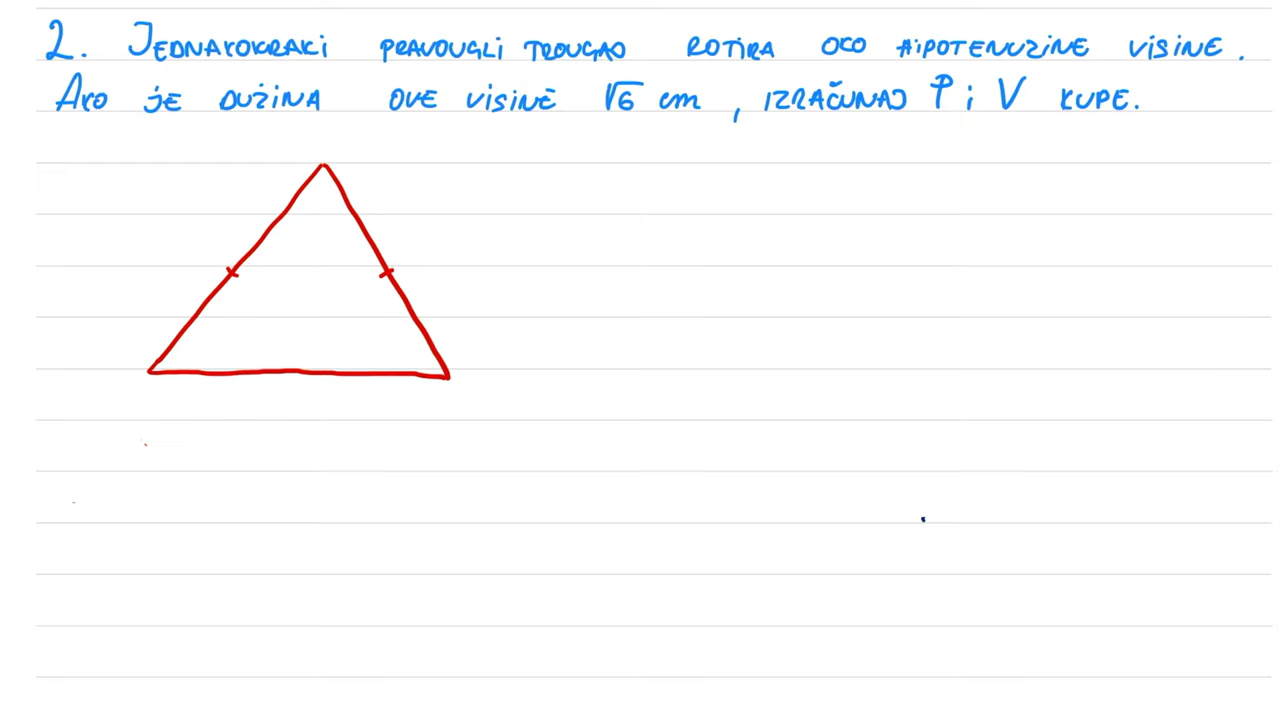 2. JEDNAKOKRAKI PRAVOUGLI TROUGAO ROTIRA OKO HIPOTENUZINE VISINE.
AKO JE DUŽINA OVE VISINE √6 cm, IZRAČUNAJ P i V KUPE.